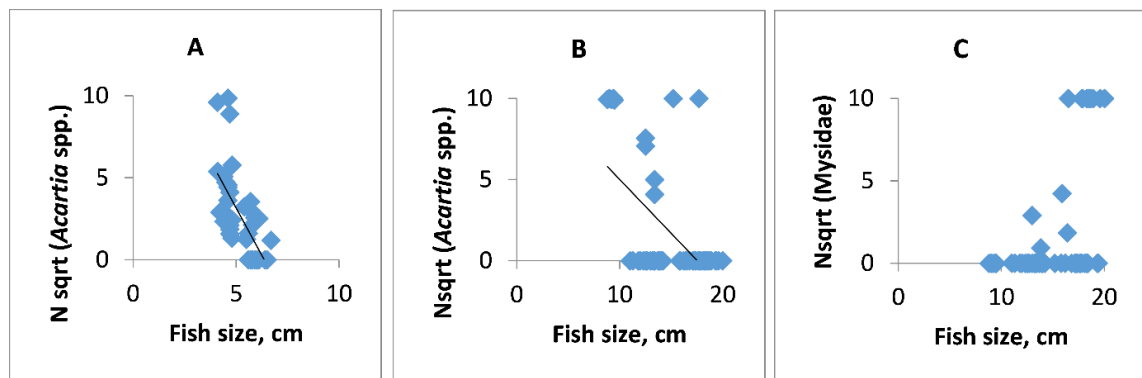 A
N sqrt (Acartia spp.)
10
5
0
0 5 10
Fish size, cm
B
Nsqrt (Acartia spp.)
10
5
0
0 10 20
Fish size, cm
C
Nsqrt (Mysidae)
10
5
0
0 10 20
Fish size, cm